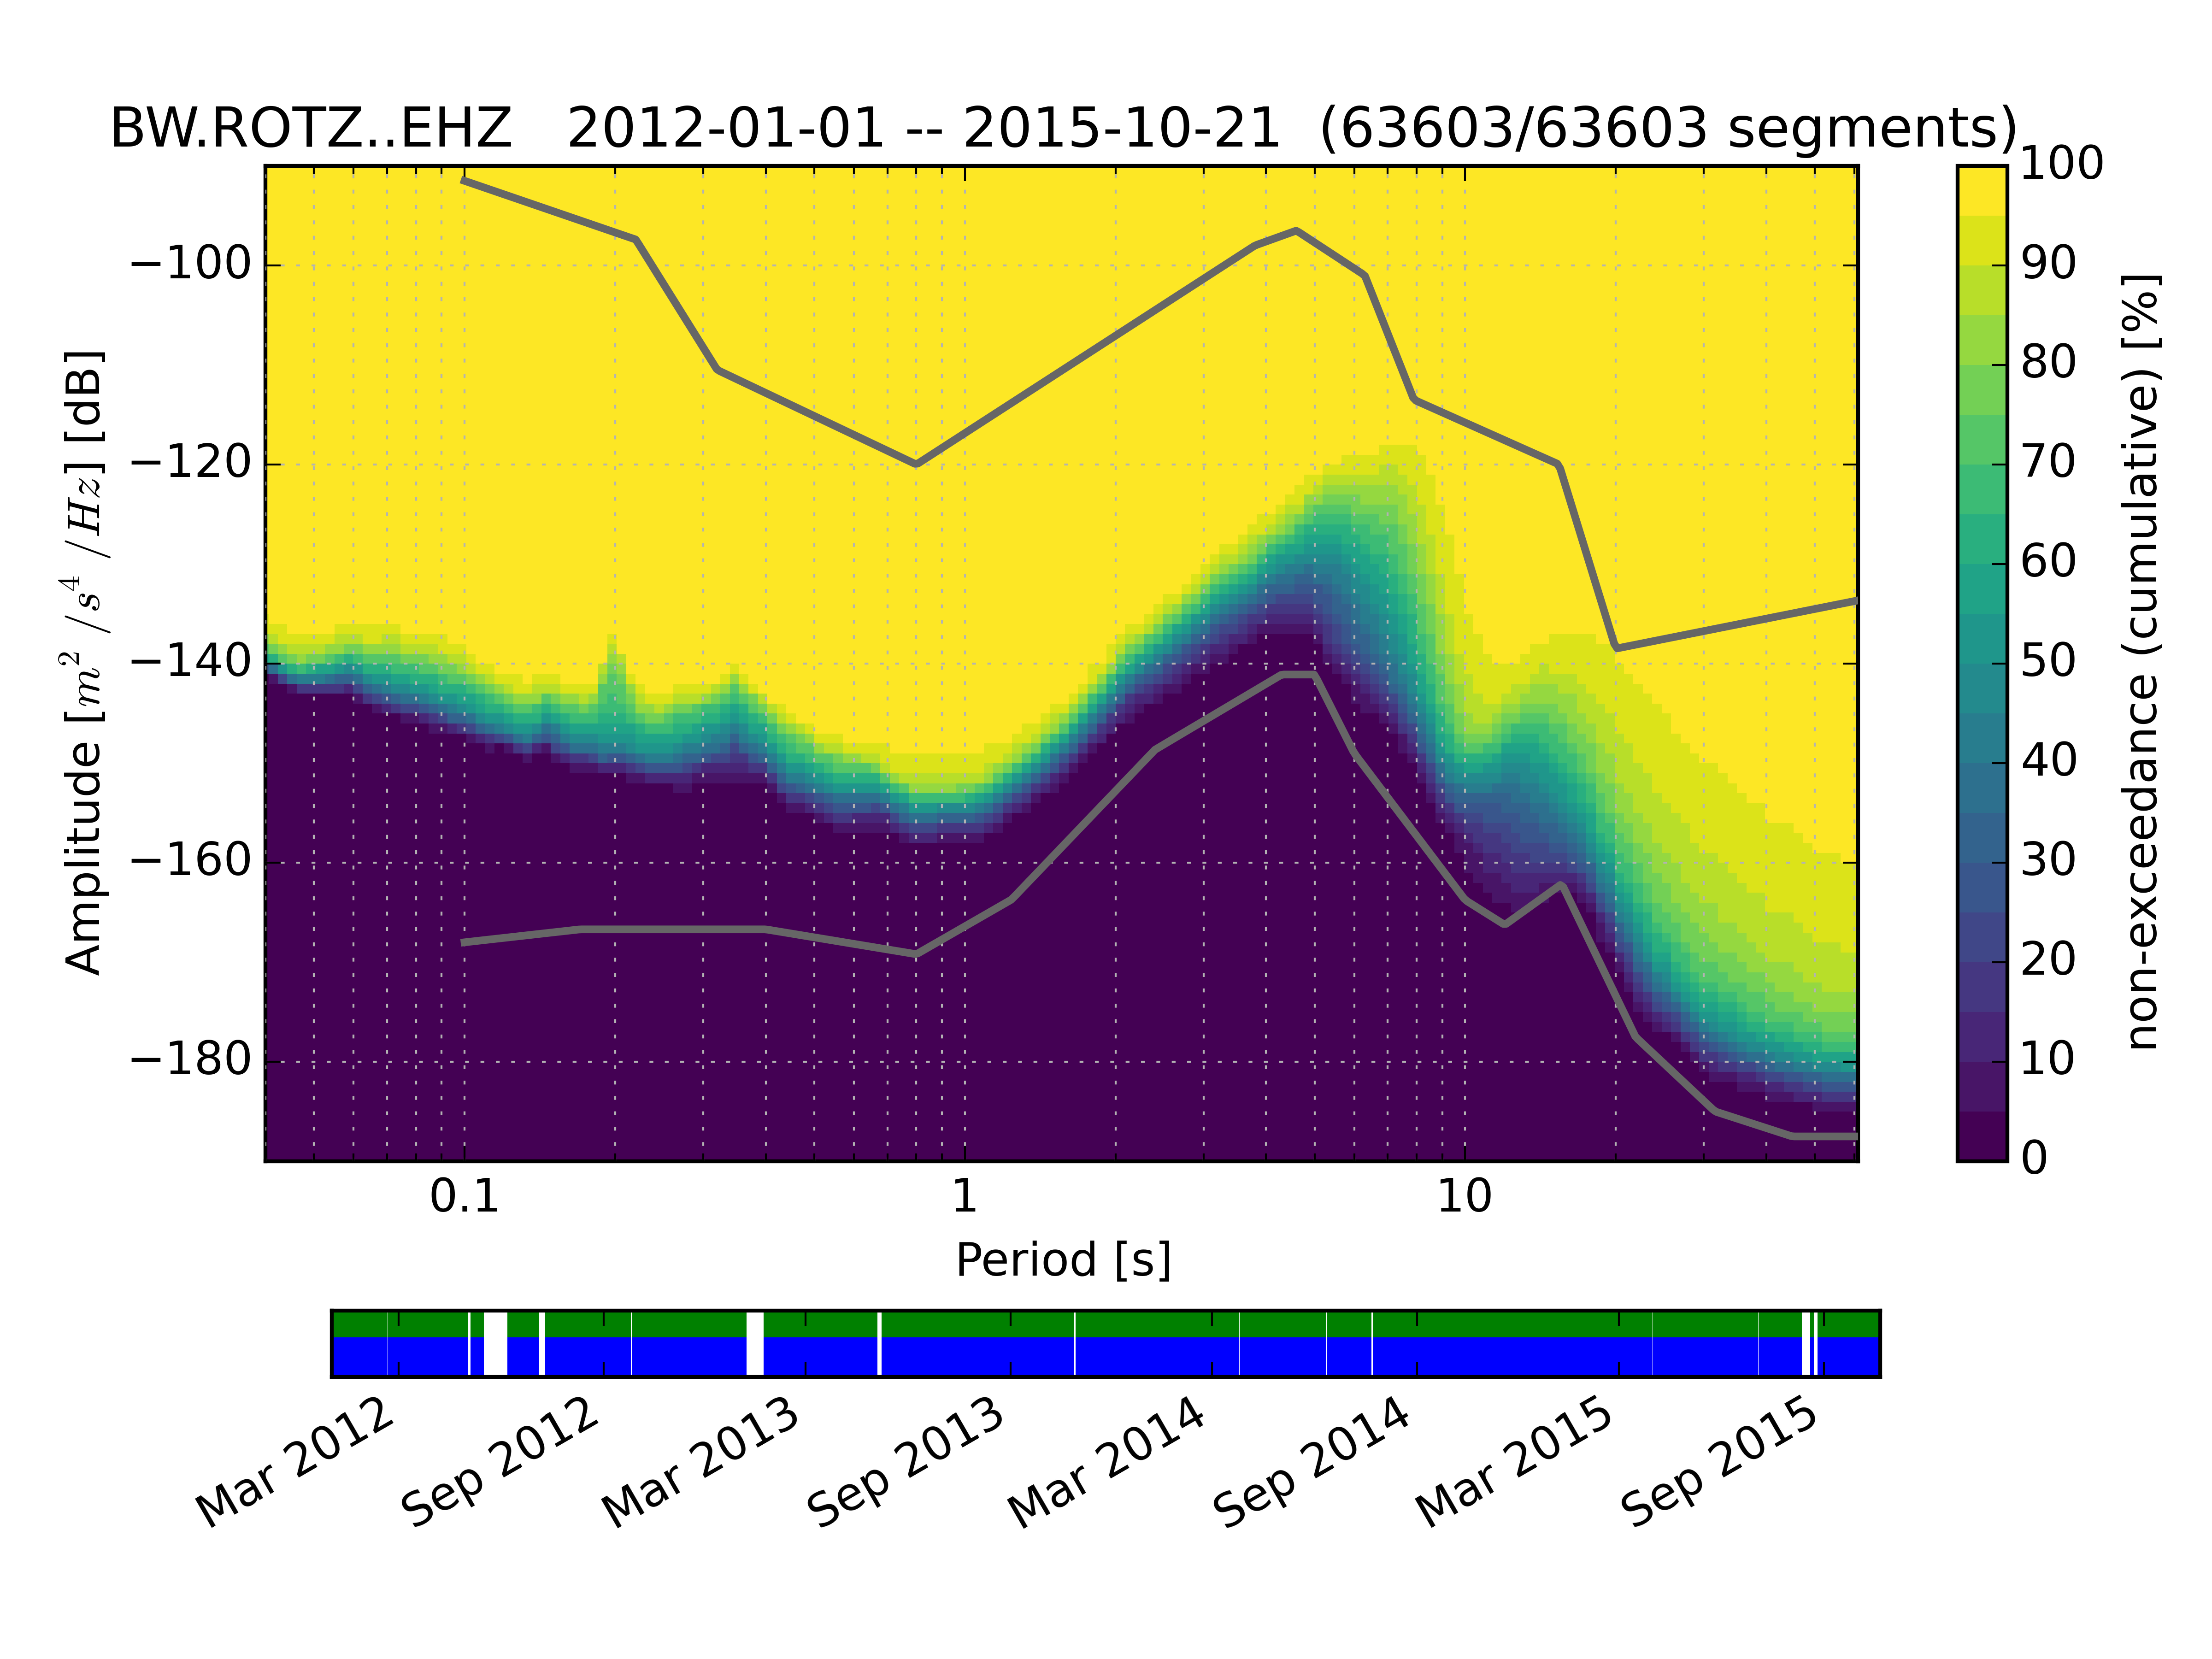 BW.ROTZ..EHZ   2012-01-01 -- 2015-10-21  (63603/63603 segments)
Amplitude [m²/s⁴/Hz] [dB]
−100
−120
−140
−160
−180
0.1
1
10
Period [s]
100
90
80
70
60
50
40
30
20
10
0
non-exceedance (cumulative) [%]
Mar 2012
Sep 2012
Mar 2013
Sep 2013
Mar 2014
Sep 2014
Mar 2015
Sep 2015